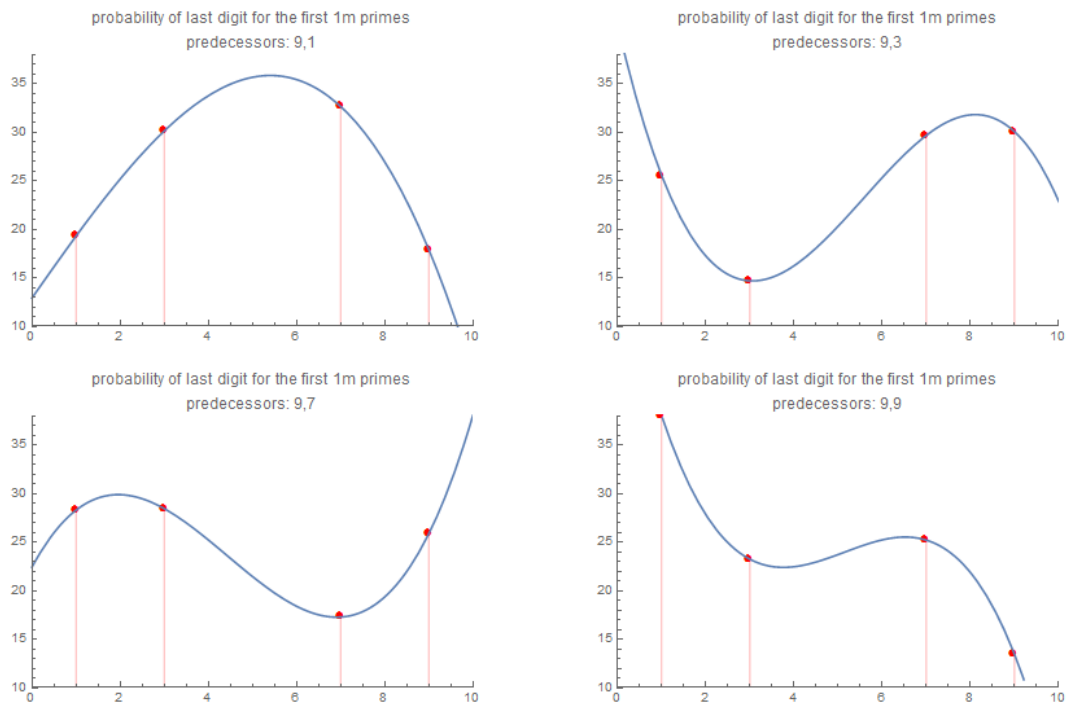 probability of last digit for the first 1m primes
predecessors: 9,1
35
30
25
20
15
10
0 2 4 6 8 10
probability of last digit for the first 1m primes
predecessors: 9,3
35
30
25
20
15
10
0 2 4 6 8 10
probability of last digit for the first 1m primes
predecessors: 9,7
35
30
25
20
15
10
0 2 4 6 8 10
probability of last digit for the first 1m primes
predecessors: 9,9
35
30
25
20
15
10
0 2 4 6 8 10